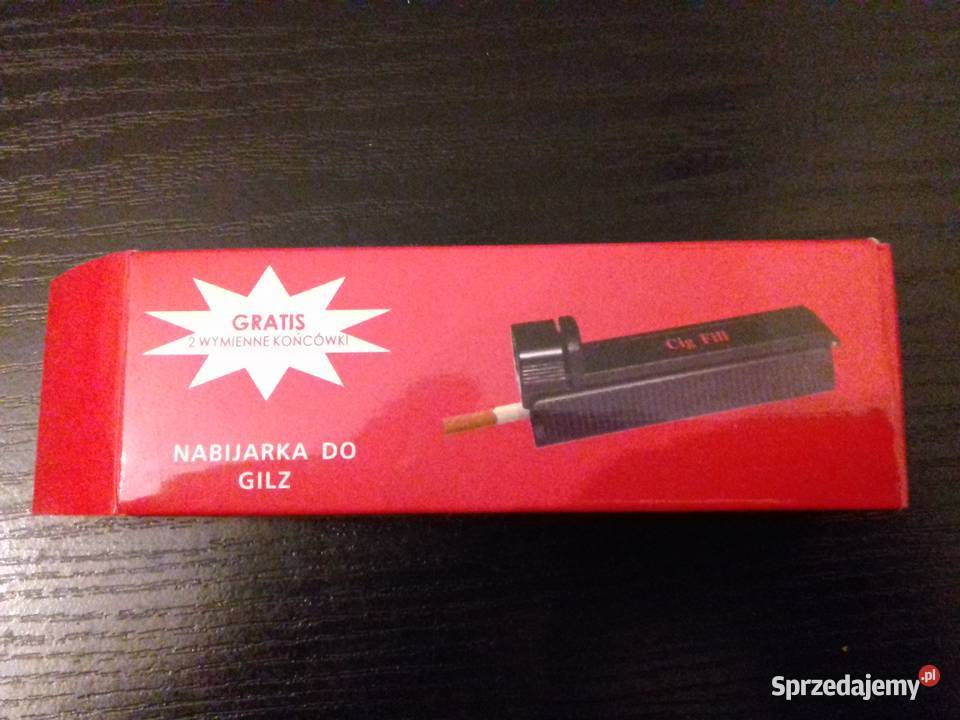 GRATIS
2 WYMIENNE KOŃCÓWKI
Cig Fill
NABIJARKA DO
GILZ
Sprzedajemy.pl